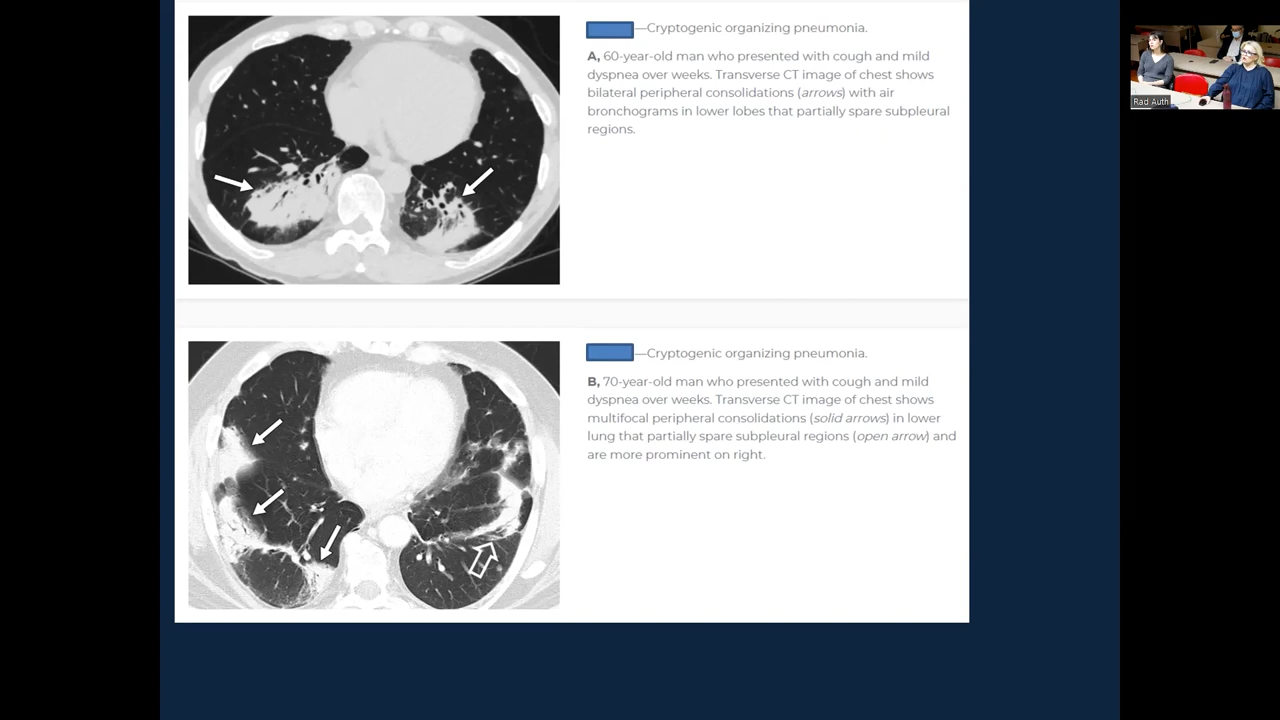 —Cryptogenic organizing pneumonia.
A, 60-year-old man who presented with cough and mild
dyspnea over weeks. Transverse CT image of chest shows
bilateral peripheral consolidations (arrows) with air
bronchograms in lower lobes that partially spare subpleural
regions.
Rad Auth
—Cryptogenic organizing pneumonia.
B, 70-year-old man who presented with cough and mild
dyspnea over weeks. Transverse CT image of chest shows
multifocal peripheral consolidations (solid arrows) in lower
lung that partially spare subpleural regions (open arrow) and
are more prominent on right.